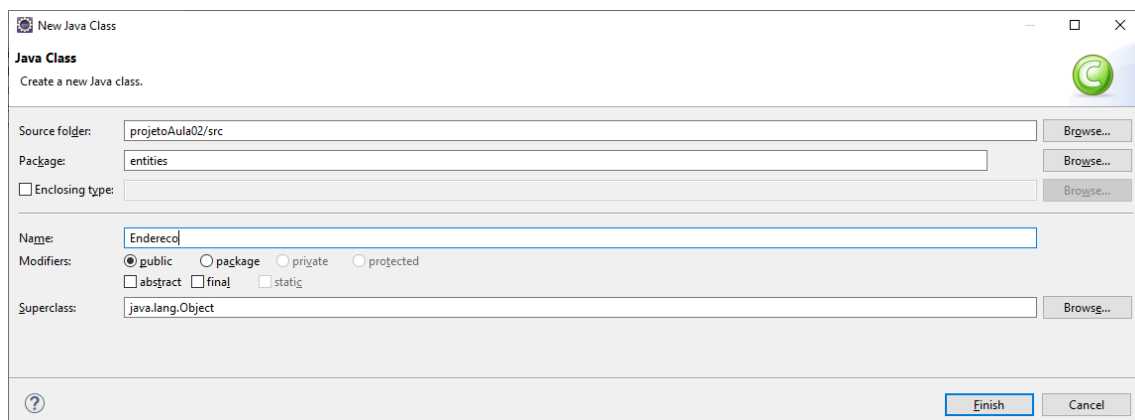 New Java Class
Java Class
Create a new Java class.
C
Source folder: projetoAula02/src Browse...
Package: entities Browse...
Enclosing type: Browse...
Name: Endereco
Modifiers: public package private protected
abstract final static
Superclass: java.lang.Object Browse...
? Finish Cancel